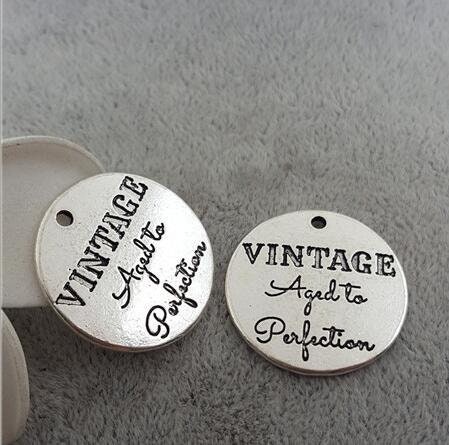 VINTAGE
Aged to
Perfection
VINTAGE
Aged to
Perfection